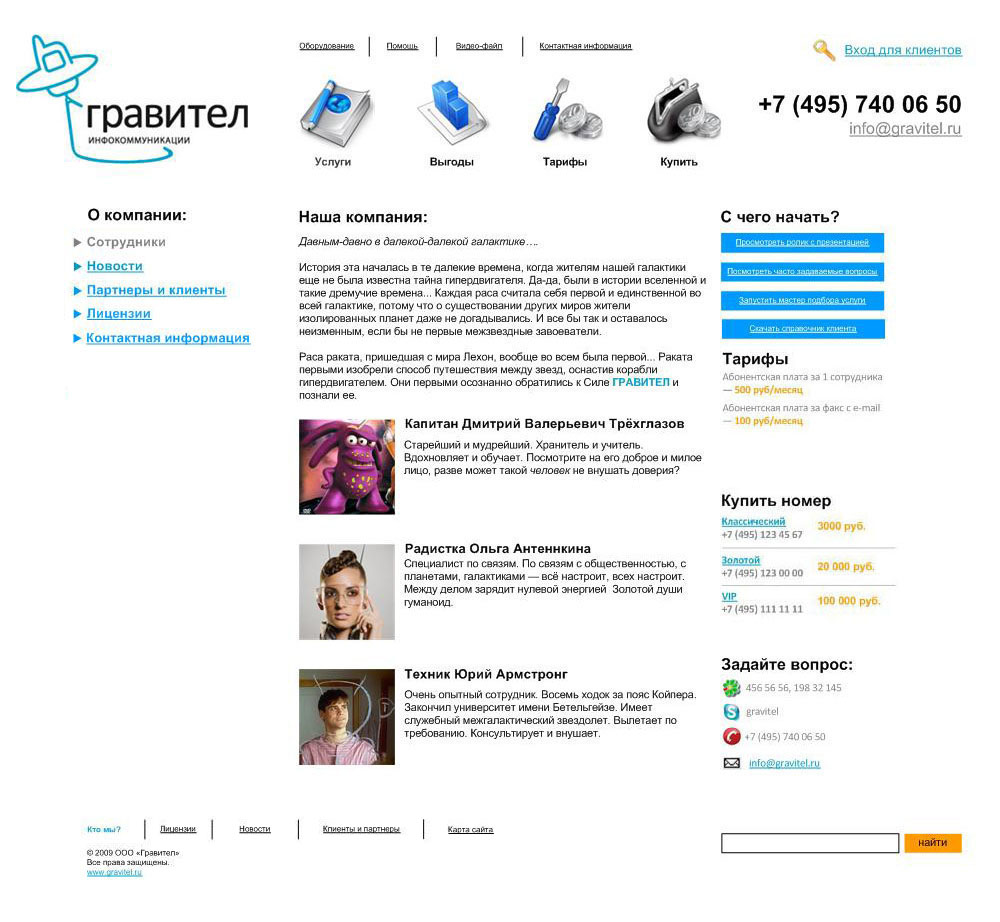 Оборудование
Помощь
Видео-файл
Контактная информация
Вход для клиентов
гравител
ИНФОКОММУНИКАЦИИ
Услуги
Выгоды
Тарифы
Купить
+7 (495) 740 06 50
info@gravitel.ru
О компании:
Сотрудники
Новости
Партнеры и клиенты
Лицензии
Контактная информация
Наша компания:
Давным-давно в далекой-далекой галактике….
История эта началась в те далекие времена, когда жителям нашей галактики
еще не была известна тайна гипердвигателя. Да-да, были в истории вселенной и
такие дремучие времена... Каждая раса считала себя первой и единственной во
всей галактике, потому что о существовании других миров жители
изолированных планет даже не догадывались. И все бы так и оставалось
неизменным, если бы не первые межзвездные завоеватели.
Раса раката, пришедшая с мира Лехон, вообще во всем была первой... Раката
первыми изобрели способ путешествия между звезд, оснастив корабли
гипердвигателем. Они первыми осознанно обратились к Силе ГРАВИТЕЛ и
познали ее.
Капитан Дмитрий Валерьевич Трёхглазов
Старейший и мудрейший. Хранитель и учитель.
Вдохновляет и обучает. Посмотрите на его доброе и милое
лицо, разве может такой человек не внушать доверия?
Радистка Ольга Антеннкина
Специалист по связям. По связям с общественностью, с
планетами, галактиками — всё настроит, всех настроит.
Между делом зарядит нулевой энергией Золотой души
гуманоид.
Техник Юрий Армстронг
Очень опытный сотрудник. Восемь ходок за пояс Койпера.
Закончил университет имени Бетельгейзе. Имеет
служебный межгалактический звездолет. Вылетает по
требованию. Консультирует и внушает.
С чего начать?
Просмотреть ролик с презентацией
Посмотреть часто задаваемые вопросы
Запустить мастер подбора услуги
Скачать справочник клиента
Тарифы
Абонентская плата за 1 сотрудника
— 500 руб/месяц
Абонентская плата за факс с e-mail
— 100 руб/месяц
Купить номер
Классический
+7 (495) 123 45 67
3000 руб.
Золотой
+7 (495) 123 00 00
20 000 руб.
VIP
+7 (495) 111 11 11
100 000 руб.
Задайте вопрос:
456 56 56, 198 32 145
gravitel
+7 (495) 740 06 50
info@gravitel.ru
Кто мы?
Лицензии
Новости
Клиенты и партнеры
Карта сайта
© 2009 ООО «Гравител»
Все права защищены.
www.gravitel.ru
найти